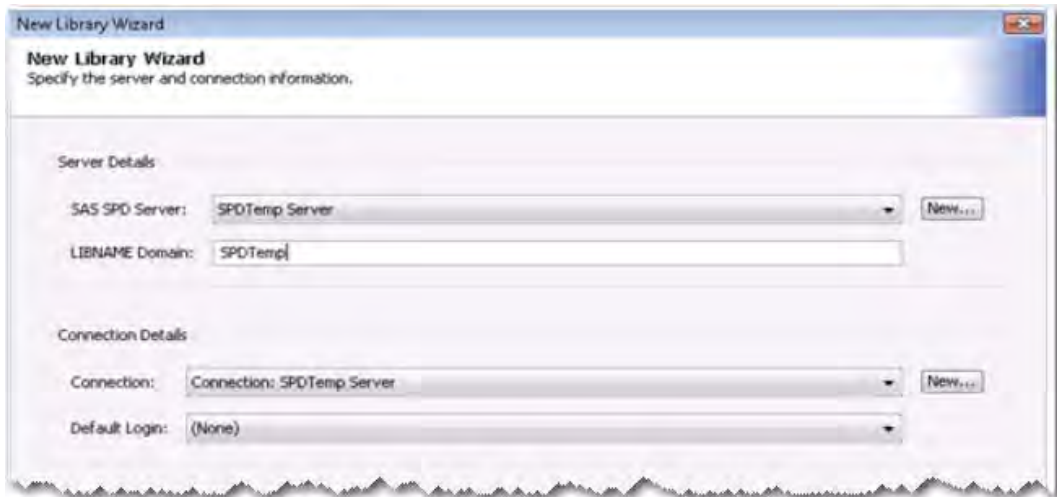 New Library Wizard
New Library Wizard
Specify the server and connection information.
Server Details
SAS SPD Server: SPDTemp Server New...
LIBNAME Domain: SPDTemp
Connection Details
Connection: Connection: SPDTemp Server New...
Default Login: (None)